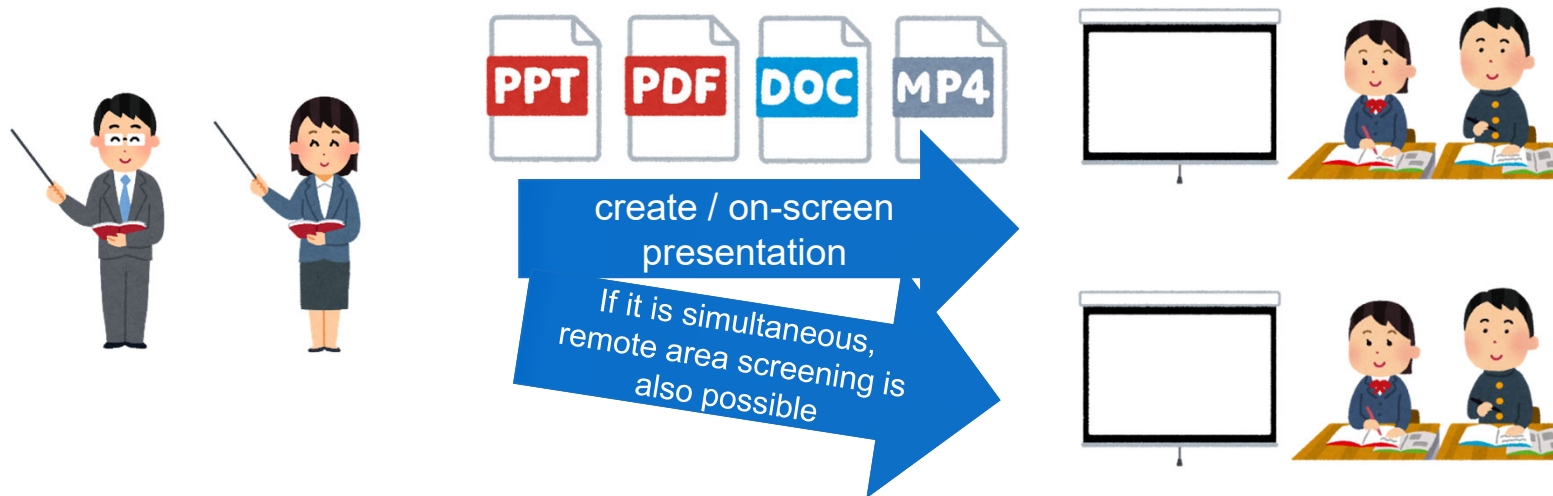 PPT PDF DOC MP4
create / on-screen
presentation
If it is simultaneous,
remote area screening is
also possible